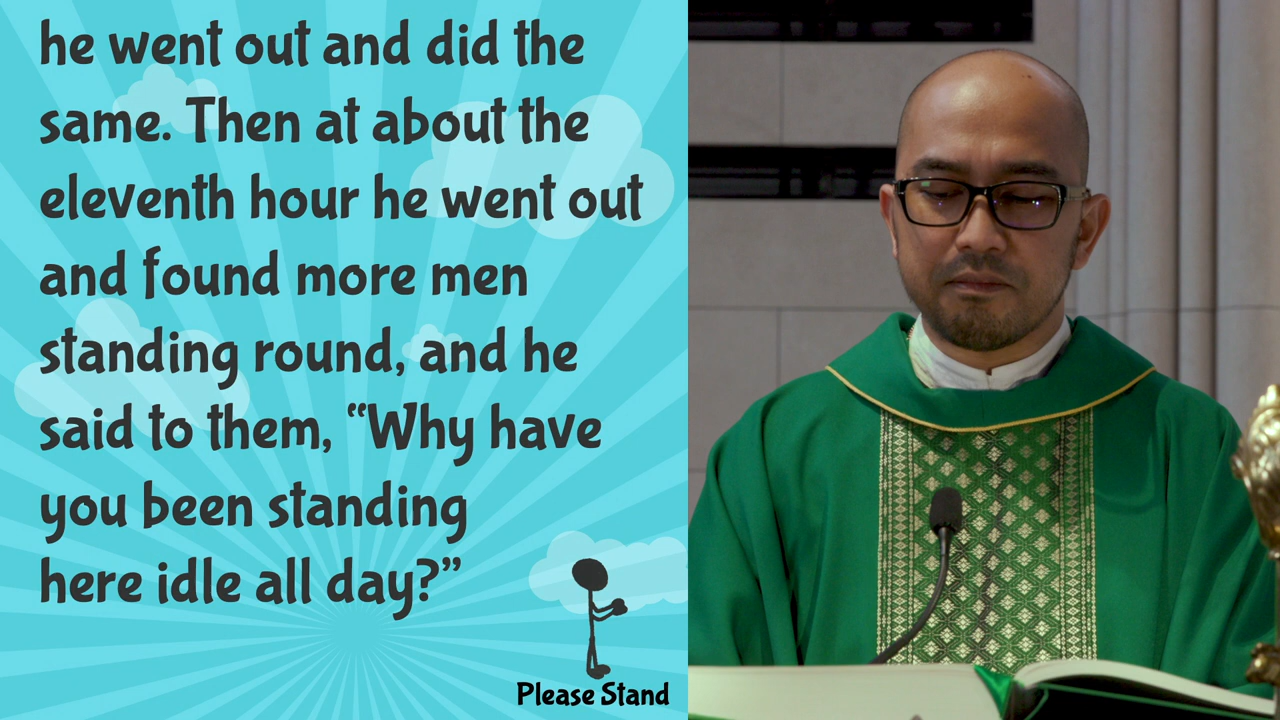 he went out and did the
same. Then at about the
eleventh hour he went out
and found more men
standing round, and he
said to them, “Why have
you been standing
here idle all day?”
Please Stand